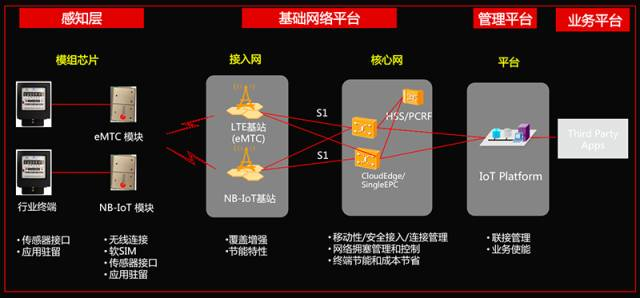 感知层
基础网络平台
管理平台
业务平台
模组芯片
接入网
核心网
平台
eMTC 模块
行业终端
NB-IoT 模块
LTE基站
(eMTC)
NB-IoT基站
S1
S1
HSS/PCRF
CloudEdge/
SingleEPC
IoT Platform
Third Party
Apps
• 传感器接口
• 应用驻留
• 无线连接
• 软SIM
• 传感器接口
• 应用驻留
• 覆盖增强
• 节能特性
• 移动性/安全接入/连接管理
• 网络拥塞管理和控制
• 终端节能和成本节省
• 联接管理
• 业务使能